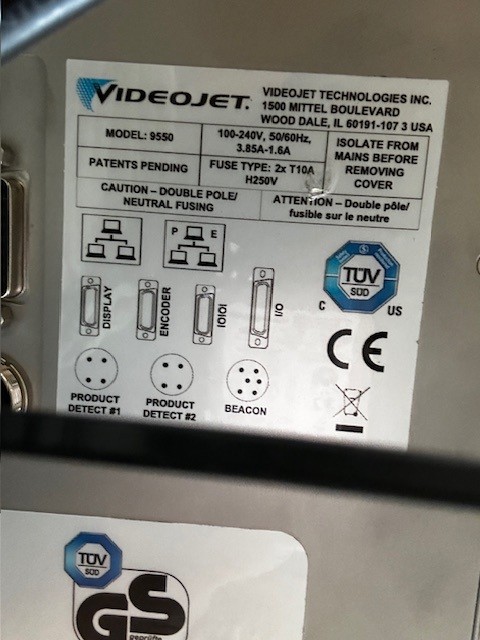 VIDEOJET.
VIDEOJET TECHNOLOGIES INC.
1500 MITTEL BOULEVARD
WOOD DALE, IL 60191-107 3 USA
MODEL: 9550
100-240V, 50/60Hz,
3.85A-1.6A
ISOLATE FROM
MAINS BEFORE
REMOVING
COVER
PATENTS PENDING
FUSE TYPE: 2x T10A
H250V
CAUTION – DOUBLE POLE/
NEUTRAL FUSING
ATTENTION – Double pôle/
fusible sur le neutre
P E
TÜV
SÜD
C US
DISPLAY
ENCODER
IOIOI
I/O
CE
PRODUCT
DETECT #1
PRODUCT
DETECT #2
BEACON
TÜV
SÜD
GS
geprüfte